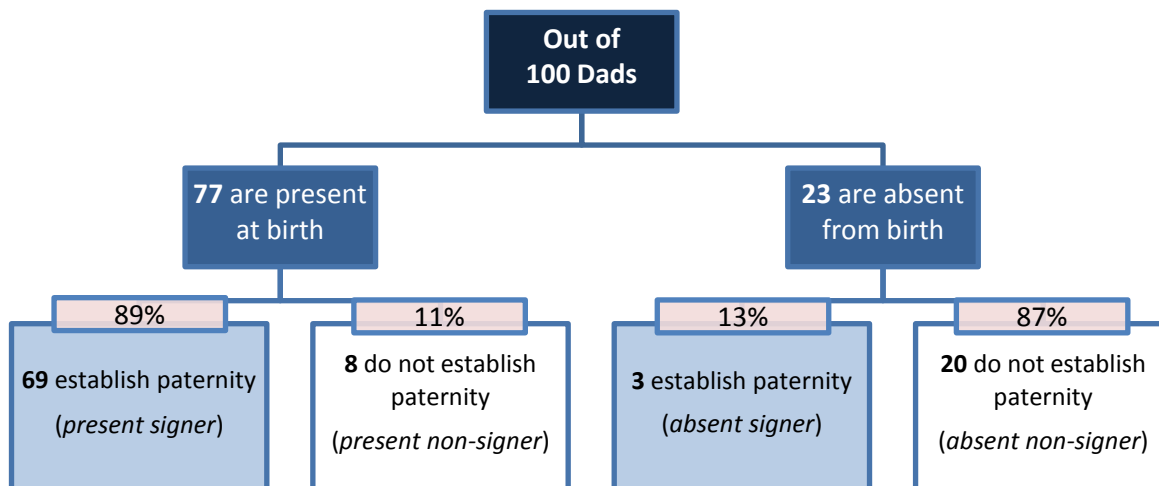 Out of
100 Dads
77 are present
at birth
23 are absent
from birth
89%
11%
13%
87%
69 establish paternity
(present signer)
8 do not establish
paternity
(present non-signer)
3 establish paternity
(absent signer)
20 do not establish
paternity
(absent non-signer)